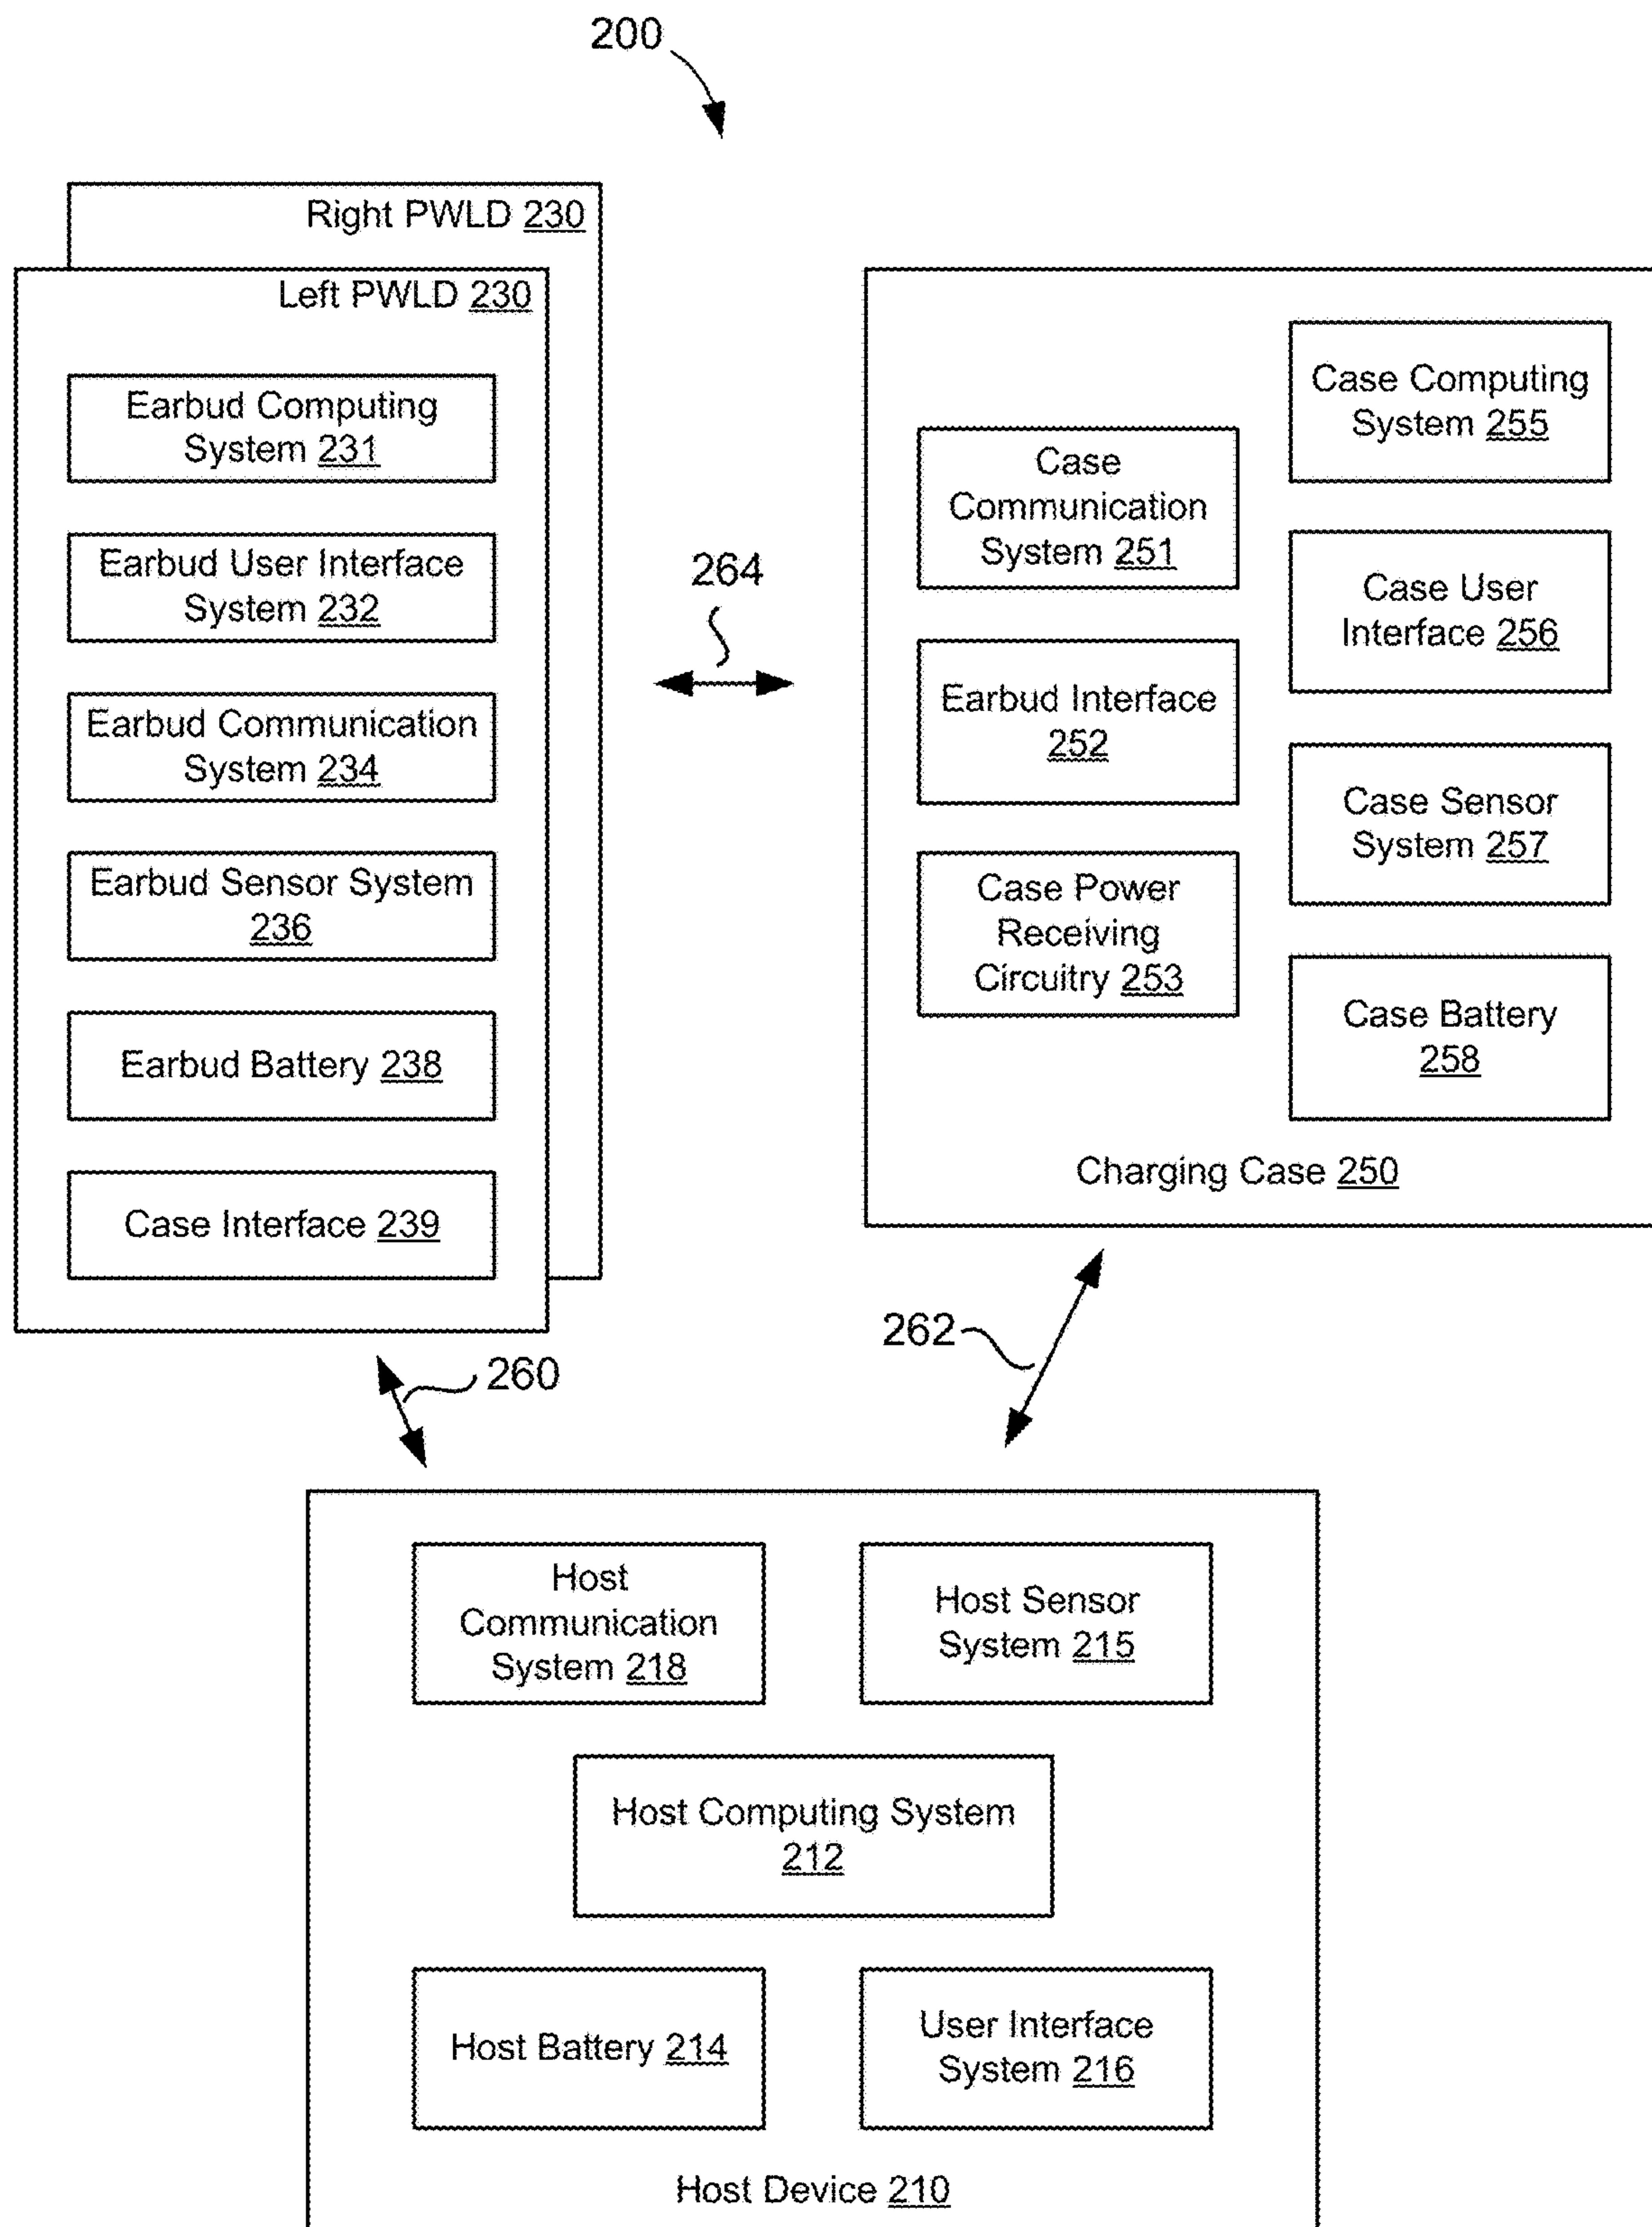 200
Right PWLD 230
Left PWLD 230
Earbud Computing
System 231
Earbud User Interface
System 232
Earbud Communication
System 234
Earbud Sensor System
236
Earbud Battery 238
Case Interface 239
264
Case
Communication
System 251
Earbud Interface
252
Case Power
Receiving
Circuitry 253
Case Computing
System 255
Case User
Interface 256
Case Sensor
System 257
Case Battery
258
Charging Case 250
260
262
Host
Communication
System 218
Host Sensor
System 215
Host Computing System
212
Host Battery 214
User Interface
System 216
Host Device 210